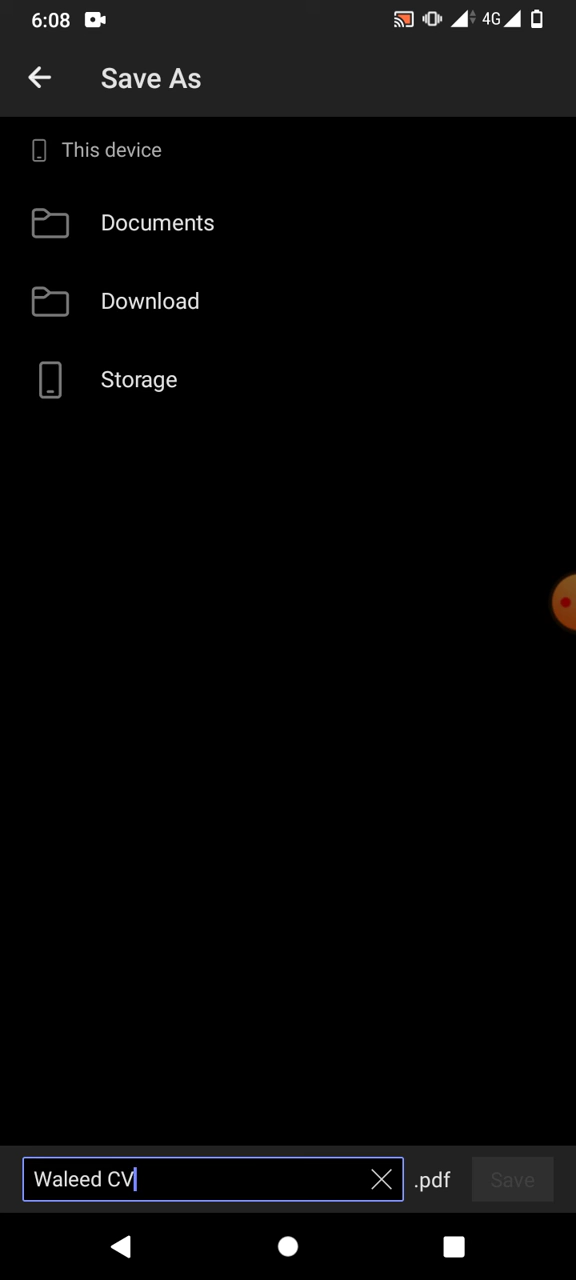 6:08
4G
Save As
This device
Documents
Download
Storage
Waleed CV
.pdf
Save